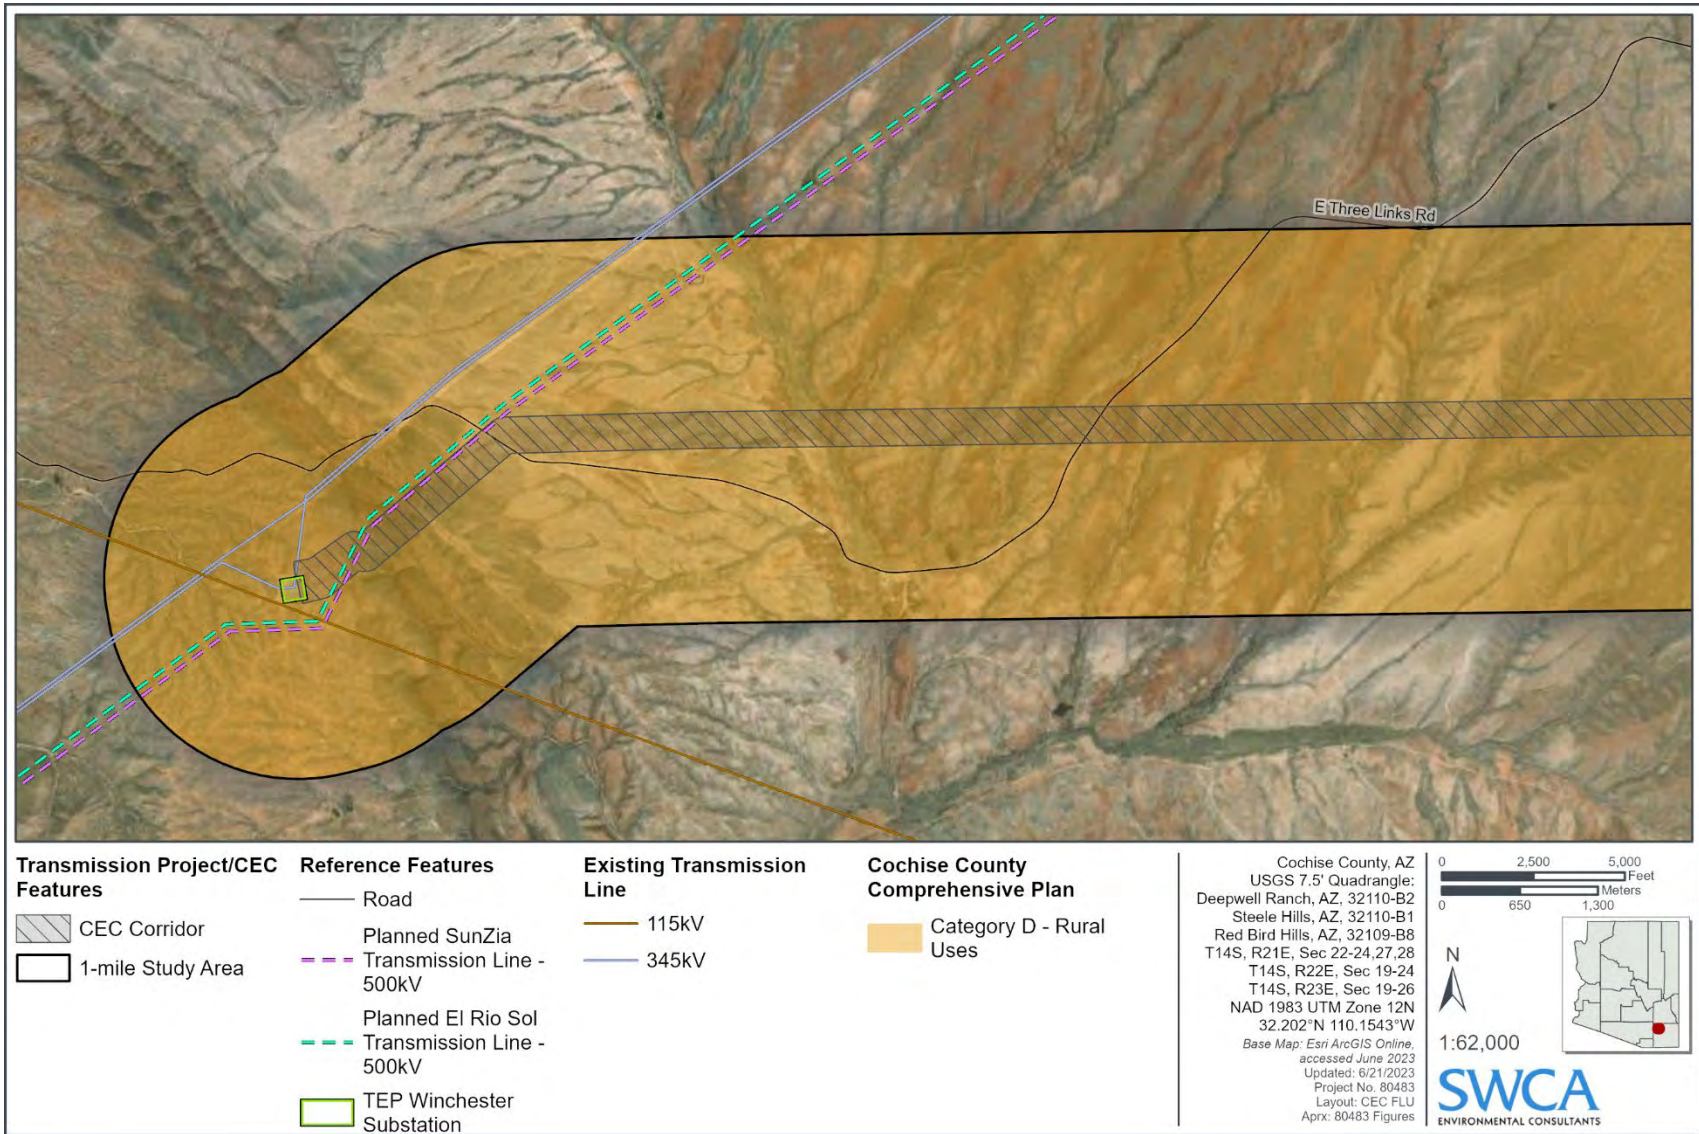 E Three Links Rd
Transmission Project/CEC
Features
CEC Corridor
1-mile Study Area
Reference Features
Road
Planned SunZia
Transmission Line -
500kV
Planned El Rio Sol
Transmission Line -
500kV
TEP Winchester
Substation
Existing Transmission
Line
115kV
345kV
Cochise County
Comprehensive Plan
Category D - Rural
Uses
Cochise County, AZ
USGS 7.5' Quadrangle:
Deepwell Ranch, AZ, 32110-B2
Steele Hills, AZ, 32110-B1
Red Bird Hills, AZ, 32109-B8
T14S, R21E, Sec 22-24,27,28
T14S, R22E, Sec 19-24
T14S, R23E, Sec 19-26
NAD 1983 UTM Zone 12N
32.202°N 110.1543°W
Base Map: Esri ArcGIS Online,
accessed June 2023
Updated: 6/21/2023
Project No. 80483
Layout: CEC FLU
Aprx: 80483 Figures
0 2,500 5,000
Feet
Meters
0 650 1,300
N
1:62,000
SWCA
ENVIRONMENTAL CONSULTANTS